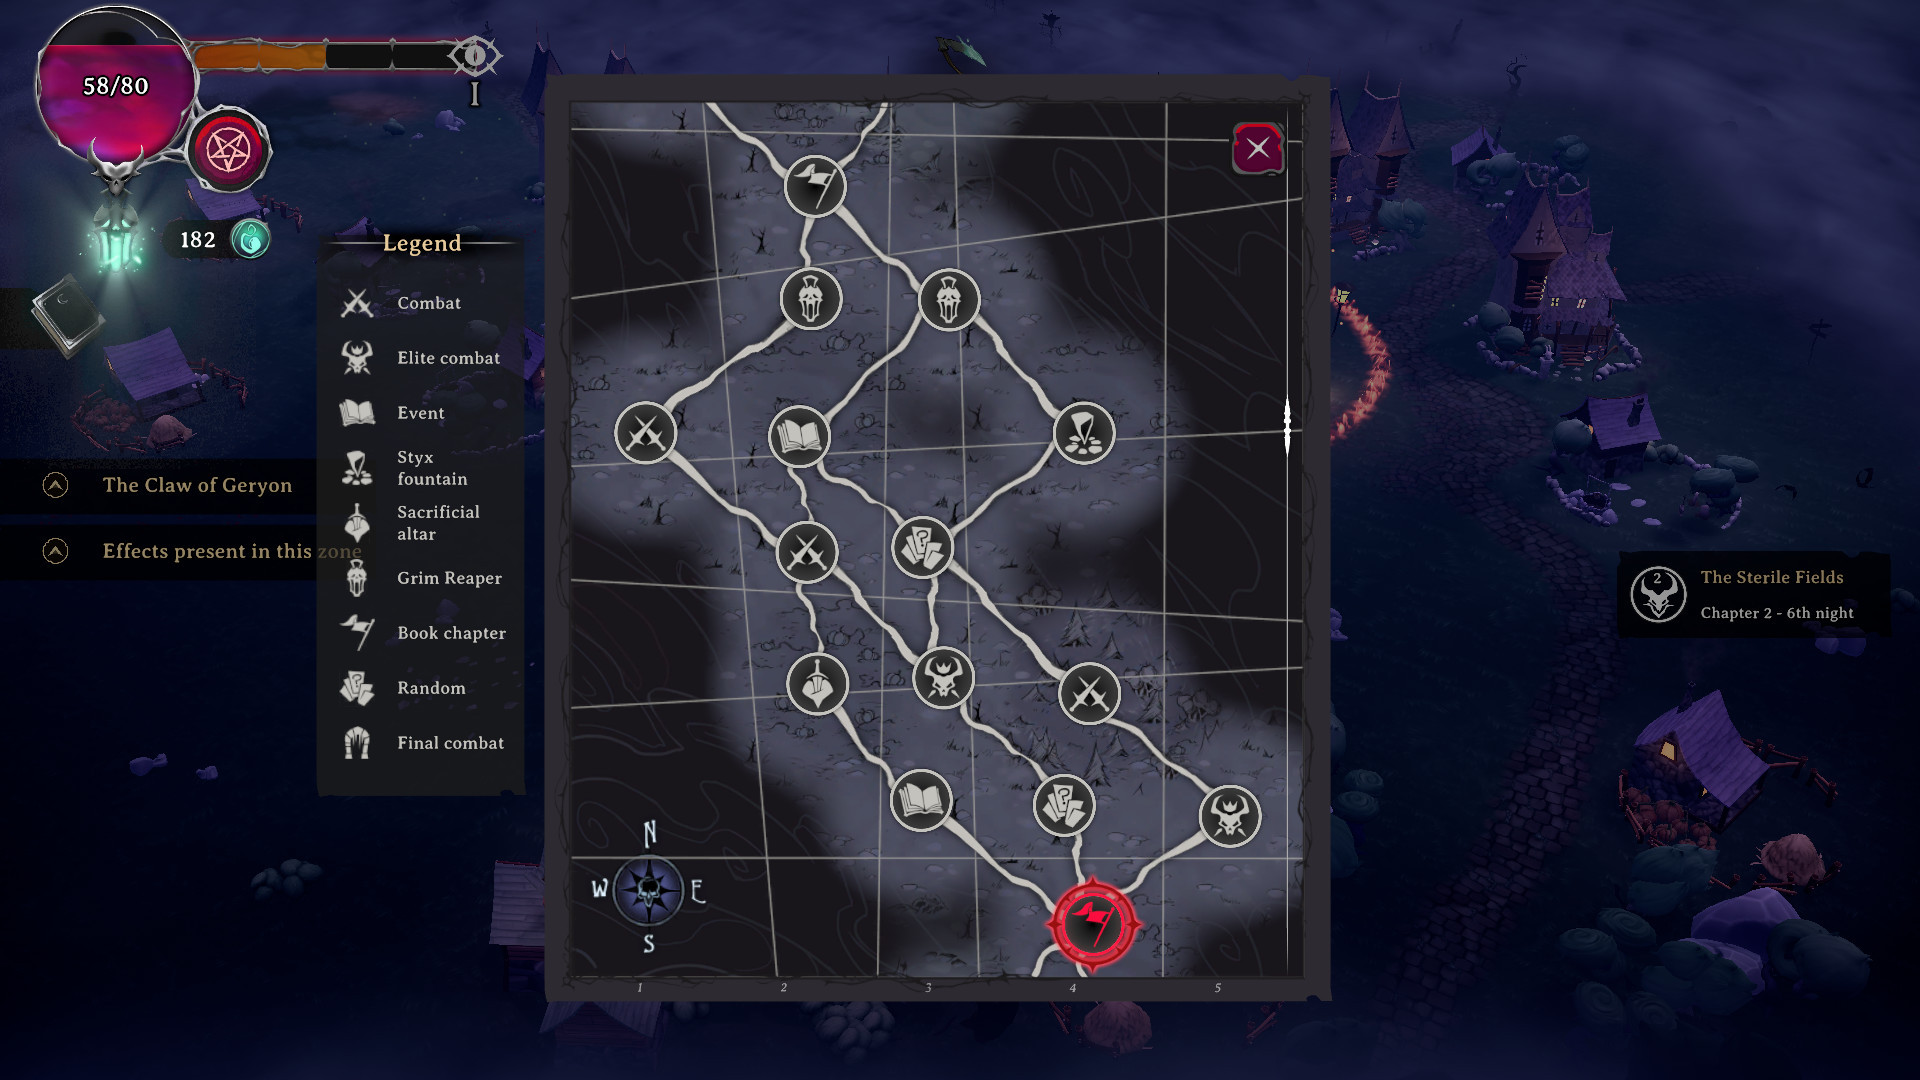 58/80
I
182
Legend
Combat
Elite combat
Event
Styx
fountain
Sacrificial
altar
Grim Reaper
Book chapter
Random
Final combat
The Claw of Geryon
Effects present in this zone
N
W
E
S
1
2
3
4
5
2
The Sterile Fields
Chapter 2 - 6th night